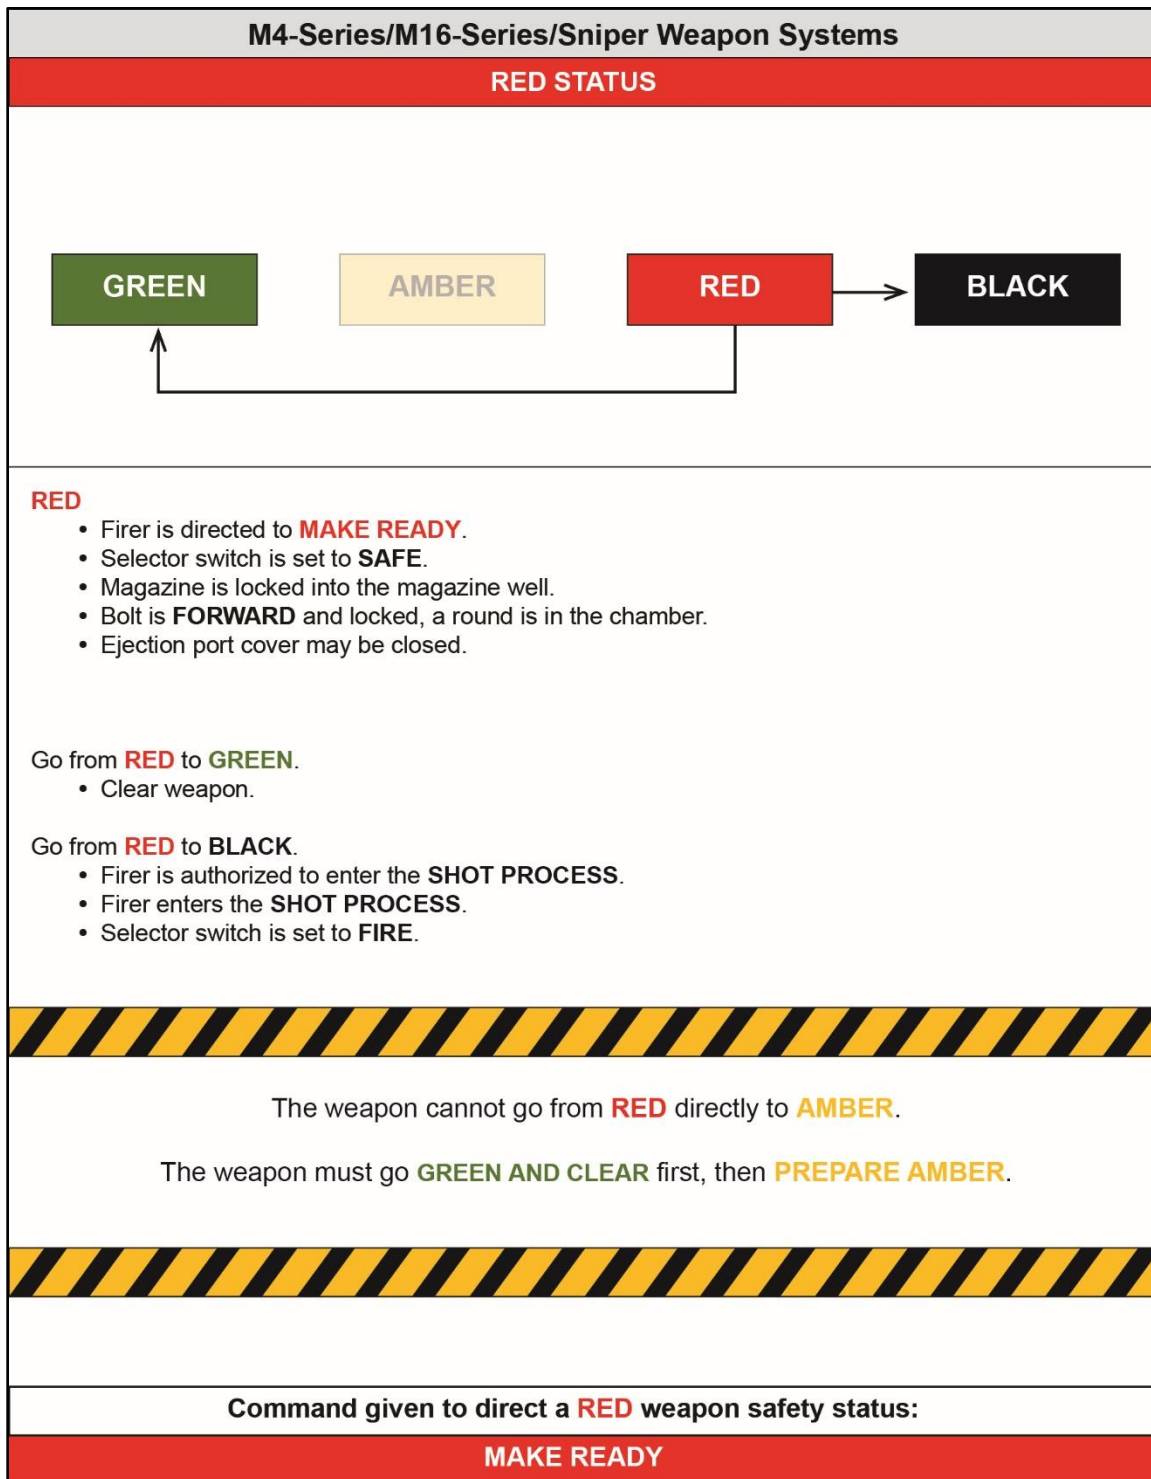 M4-Series/M16-Series/Sniper Weapon Systems
RED STATUS
GREEN
AMBER
RED
BLACK
RED
• Firer is directed to MAKE READY.
• Selector switch is set to SAFE.
• Magazine is locked into the magazine well.
• Bolt is FORWARD and locked, a round is in the chamber.
• Ejection port cover may be closed.
Go from RED to GREEN.
• Clear weapon.
Go from RED to BLACK.
• Firer is authorized to enter the SHOT PROCESS.
• Firer enters the SHOT PROCESS.
• Selector switch is set to FIRE.
The weapon cannot go from RED directly to AMBER.
The weapon must go GREEN AND CLEAR first, then PREPARE AMBER.
Command given to direct a RED weapon safety status:
MAKE READY